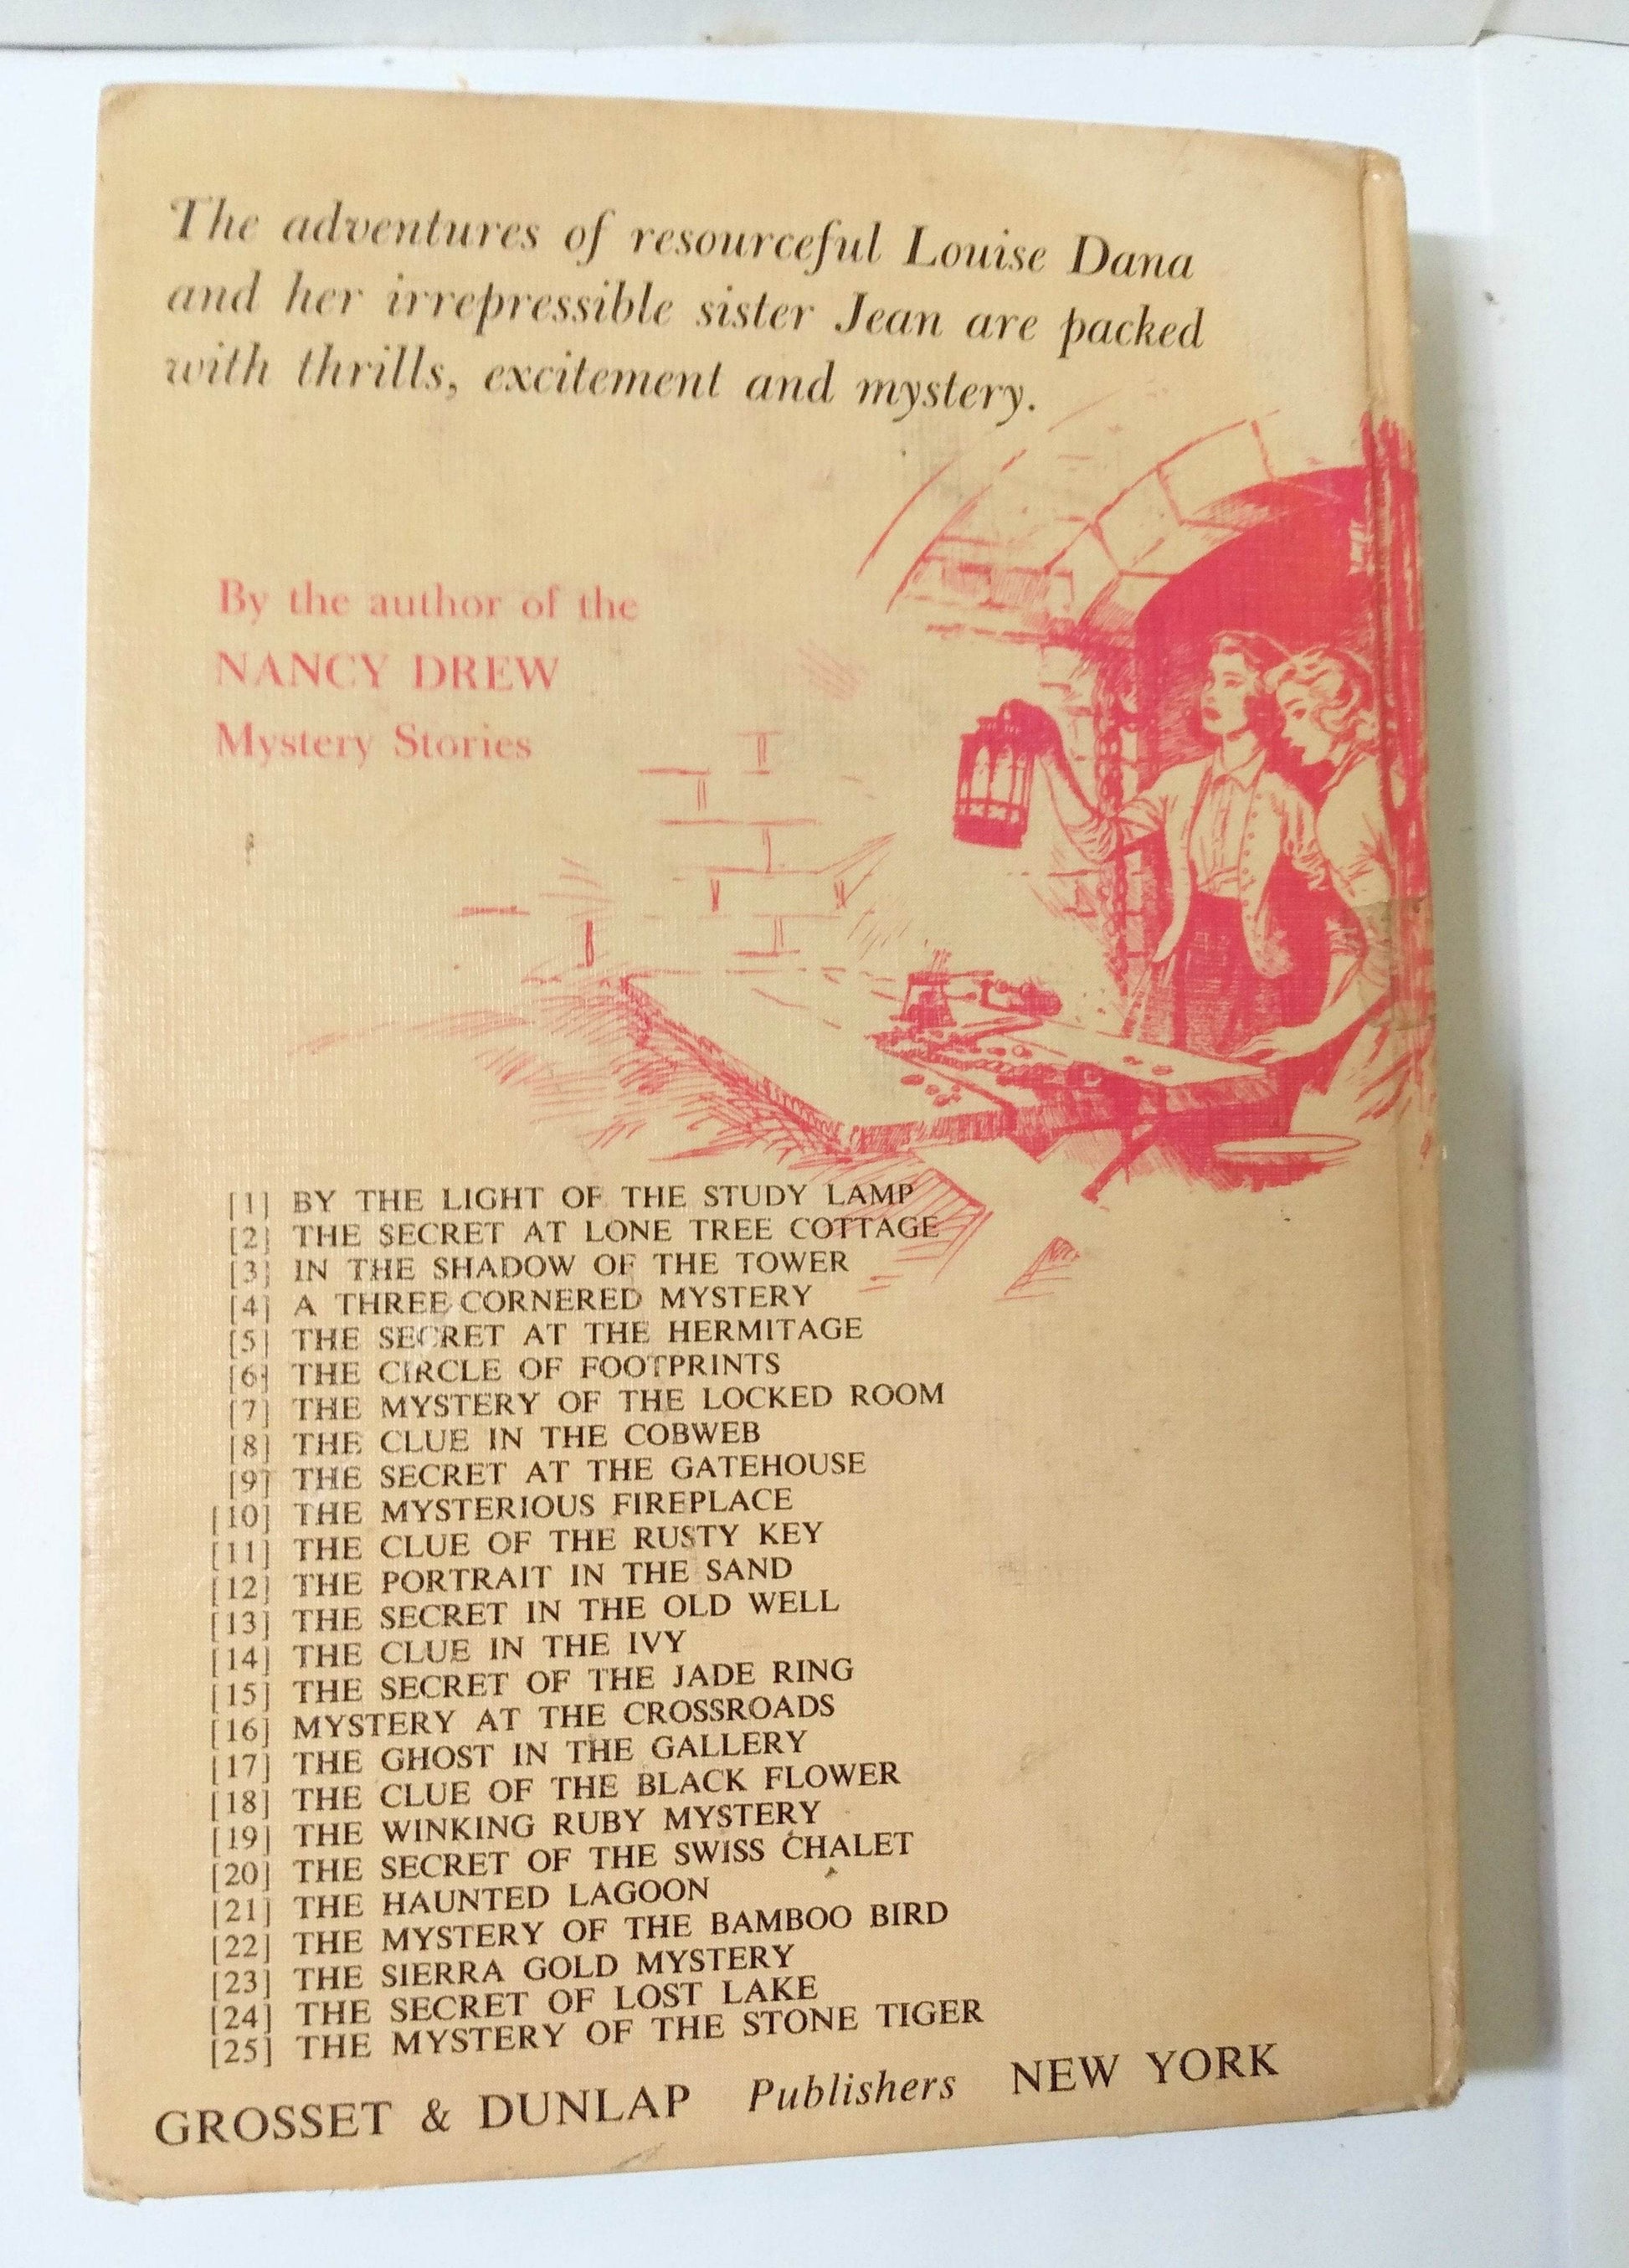 The adventures of resourceful Louise Dana
and her irrepressible sister Jean are packed
with thrills, excitement and mystery.
By the author of the
NANCY DREW
Mystery Stories
[1] BY THE LIGHT OF THE STUDY LAMP
[2] THE SECRET AT LONE TREE COTTAGE
[3] IN THE SHADOW OF THE TOWER
[4] A THREE CORNERED MYSTERY
[5] THE SECRET AT THE HERMITAGE
[6] THE CIRCLE OF FOOTPRINTS
[7] THE MYSTERY OF THE LOCKED ROOM
[8] THE CLUE IN THE COBWEB
[9] THE SECRET AT THE GATEHOUSE
[10] THE MYSTERIOUS FIREPLACE
[11] THE CLUE OF THE RUSTY KEY
[12] THE PORTRAIT IN THE SAND
[13] THE SECRET IN THE OLD WELL
[14] THE CLUE IN THE IVY
[15] THE SECRET OF THE JADE RING
[16] MYSTERY AT THE CROSSROADS
[17] THE GHOST IN THE GALLERY
[18] THE CLUE OF THE BLACK FLOWER
[19] THE WINKING RUBY MYSTERY
[20] THE SECRET OF THE SWISS CHALET
[21] THE HAUNTED LAGOON
[22] THE MYSTERY OF THE BAMBOO BIRD
[23] THE SIERRA GOLD MYSTERY
[24] THE SECRET OF LOST LAKE
[25] THE MYSTERY OF THE STONE TIGER
GROSSET & DUNLAP Publishers NEW YORK